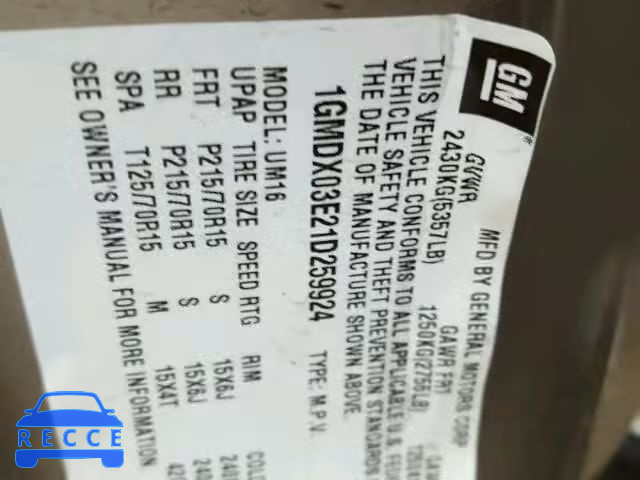 GM
MFD BY GENERAL MOTORS CORP
GVWR GAWR FRT
2430KG(5357LB) 1250KG(2756LB)
THIS VEHICLE CONFORMS TO ALL APPLICABLE U.S.
VEHICLE SAFETY AND THEFT PREVENTION STANDARDS
THE DATE OF MANUFACTURE SHOWN ABOVE.
1GMDX03E21D259924 TYPE: M.P.V.
MODEL: UM16
UPAP TIRE SIZE SPEED RTG RIM
FRT P215/70R15 S 15X6J
RR P215/70R15 S 15X6J
SPA T125/70R15 M 15X4T
SEE OWNER'S MANUAL FOR MORE INFORMATION.
RECCE